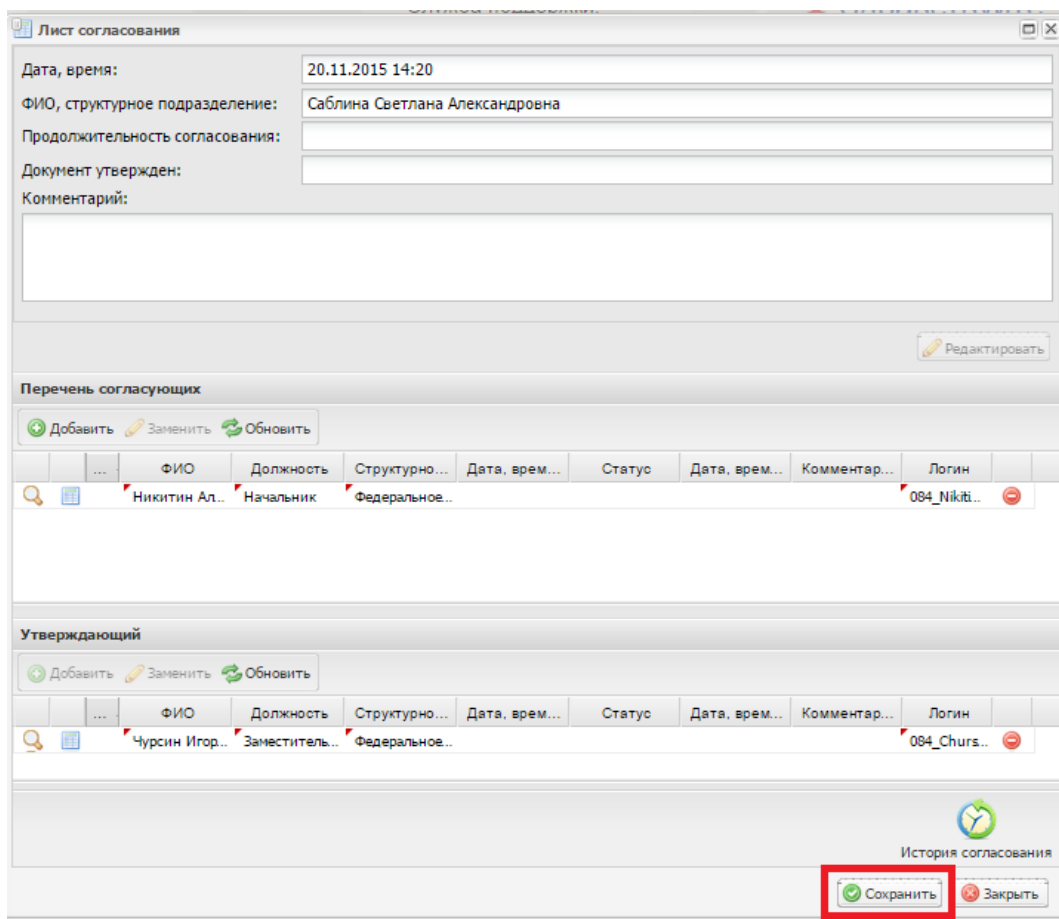 Лист согласования
Дата, время: 20.11.2015 14:20
ФИО, структурное подразделение: Саблина Светлана Александровна
Продолжительность согласования:
Документ утвержден:
Комментарий:
Редактировать
Перечень согласующих
Добавить Заменить Обновить
... ФИО Должность Структурно... Дата, врем... Статус Дата, врем... Комментар... Логин
Никитин Ал... Начальник Федеральное... 084_Nikiti...
Утверждающий
Добавить Заменить Обновить
... ФИО Должность Структурно... Дата, врем... Статус Дата, врем... Комментар... Логин
Чурсин Игор... Заместитель... Федеральное... 084_Churs...
История согласования
Сохранить Закрыть